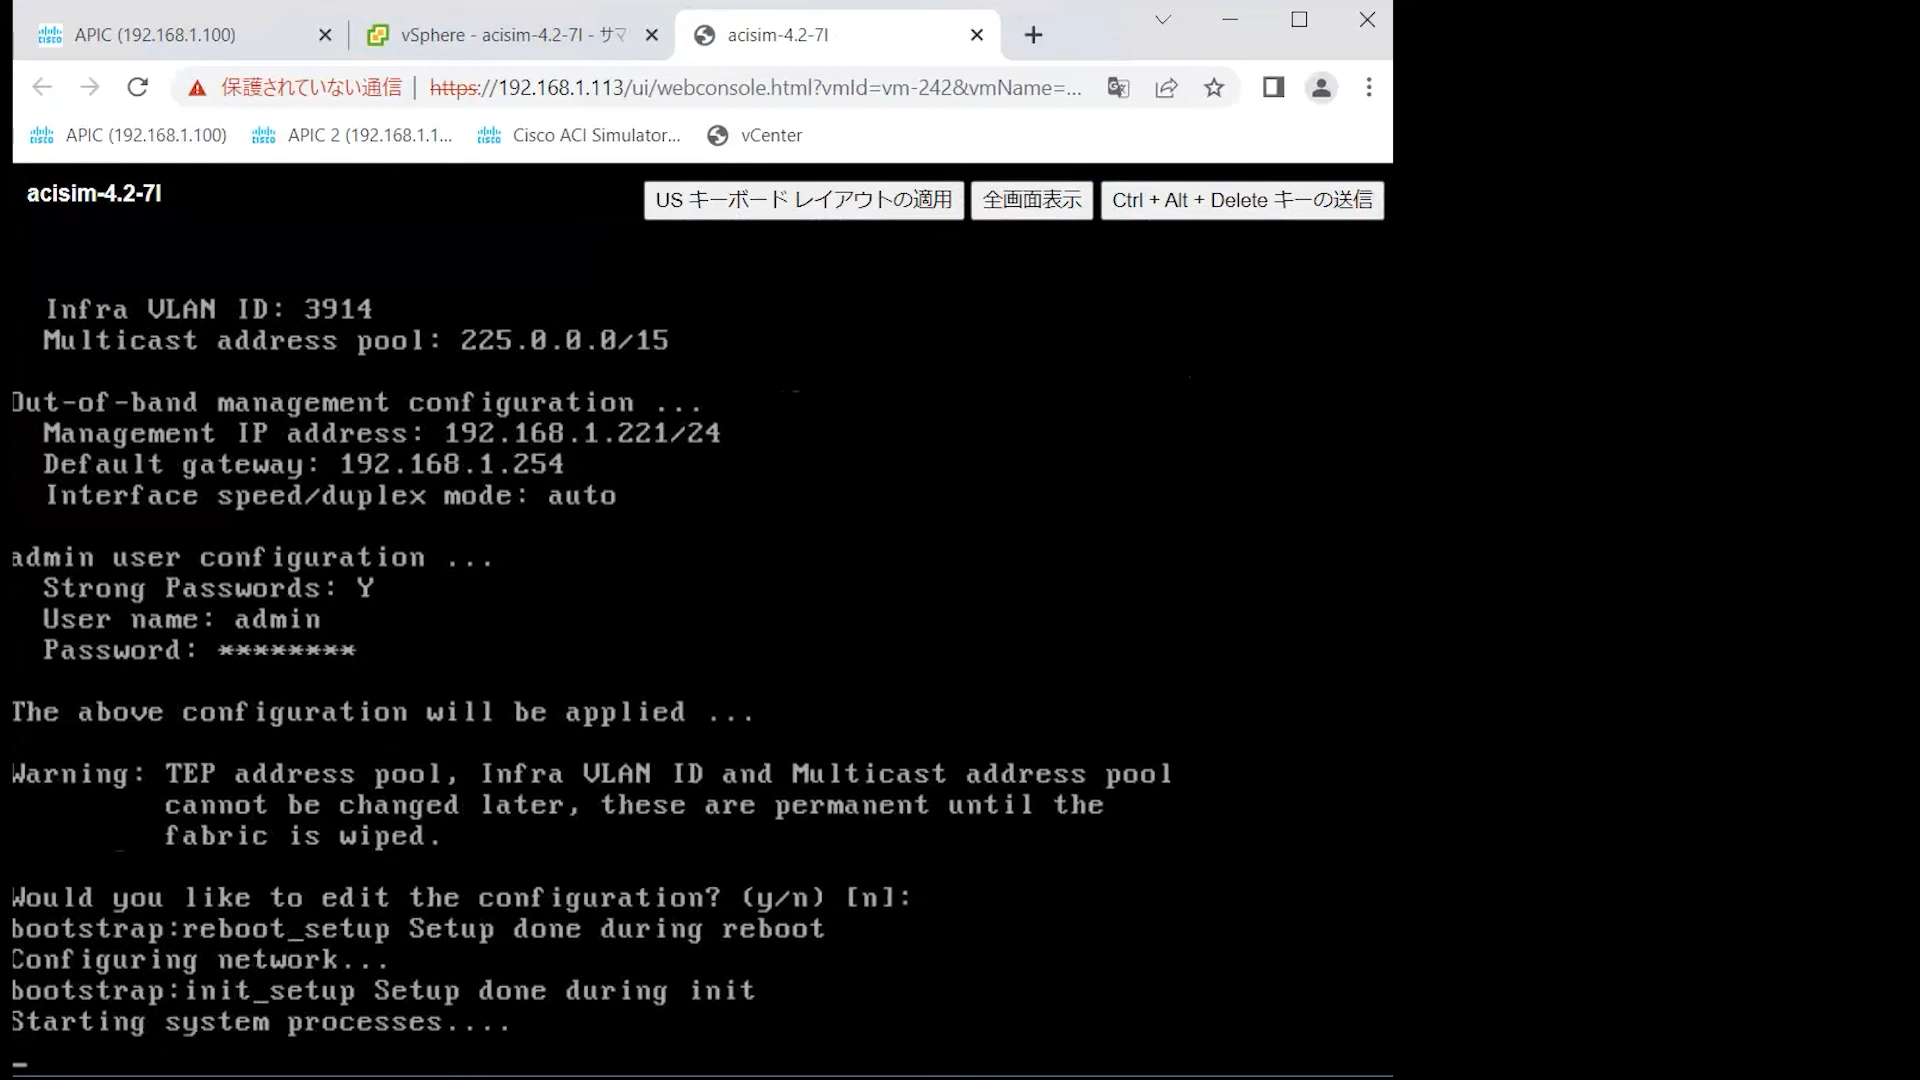 APIC (192.168.1.100)
vSphere - acisim-4.2-7l - サマ
acisim-4.2-7l
保護されていない通信
https://192.168.1.113/ui/webconsole.html?vmId=vm-242&vmName=...
APIC (192.168.1.100)
APIC 2 (192.168.1.1...
Cisco ACI Simulator...
vCenter
acisim-4.2-7l
US キーボード レイアウトの適用
全画面表示
Ctrl + Alt + Delete キーの送信
Infra VLAN ID: 3914
Multicast address pool: 225.0.0.0/15
Out-of-band management configuration ...
Management IP address: 192.168.1.221/24
Default gateway: 192.168.1.254
Interface speed/duplex mode: auto
admin user configuration ...
Strong Passwords: Y
User name: admin
Password: ********
The above configuration will be applied ...
Warning: TEP address pool, Infra VLAN ID and Multicast address pool
cannot be changed later, these are permanent until the
fabric is wiped.
Would you like to edit the configuration? (y/n) [n]:
bootstrap:reboot_setup Setup done during reboot
Configuring network...
bootstrap:init_setup Setup done during init
Starting system processes....